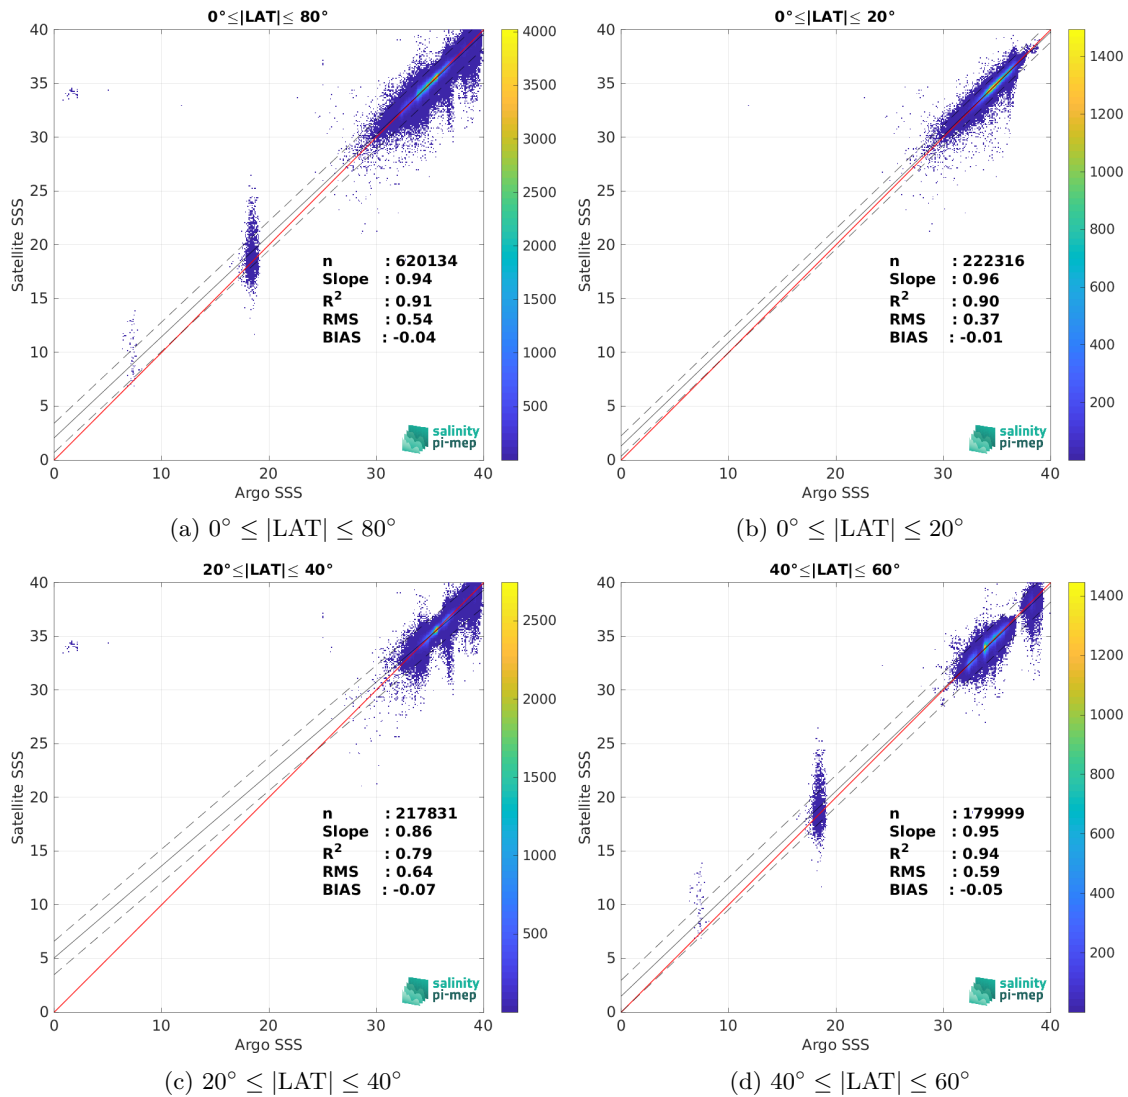 0°≤|LAT|≤ 80°
40
35
30
25
20
15
10
5
0
Satellite SSS
0
10
20
30
40
Argo SSS
n : 620134
Slope : 0.94
R² : 0.91
RMS : 0.54
BIAS : -0.04
salinity
pi-mep
4000
3500
3000
2500
2000
1500
1000
500
(a) 0° ≤ |LAT| ≤ 80°
0°≤|LAT|≤ 20°
40
35
30
25
20
15
10
5
0
Satellite SSS
0
10
20
30
40
Argo SSS
n : 222316
Slope : 0.96
R² : 0.90
RMS : 0.37
BIAS : -0.01
salinity
pi-mep
1400
1200
1000
800
600
400
200
(b) 0° ≤ |LAT| ≤ 20°
20°≤|LAT|≤ 40°
40
35
30
25
20
15
10
5
0
Satellite SSS
0
10
20
30
40
Argo SSS
n : 217831
Slope : 0.86
R² : 0.79
RMS : 0.64
BIAS : -0.07
salinity
pi-mep
2500
2000
1500
1000
500
(c) 20° ≤ |LAT| ≤ 40°
40°≤|LAT|≤ 60°
40
35
30
25
20
15
10
5
0
Satellite SSS
0
10
20
30
40
Argo SSS
n : 179999
Slope : 0.95
R² : 0.94
RMS : 0.59
BIAS : -0.05
salinity
pi-mep
1400
1200
1000
800
600
400
200
(d) 40° ≤ |LAT| ≤ 60°